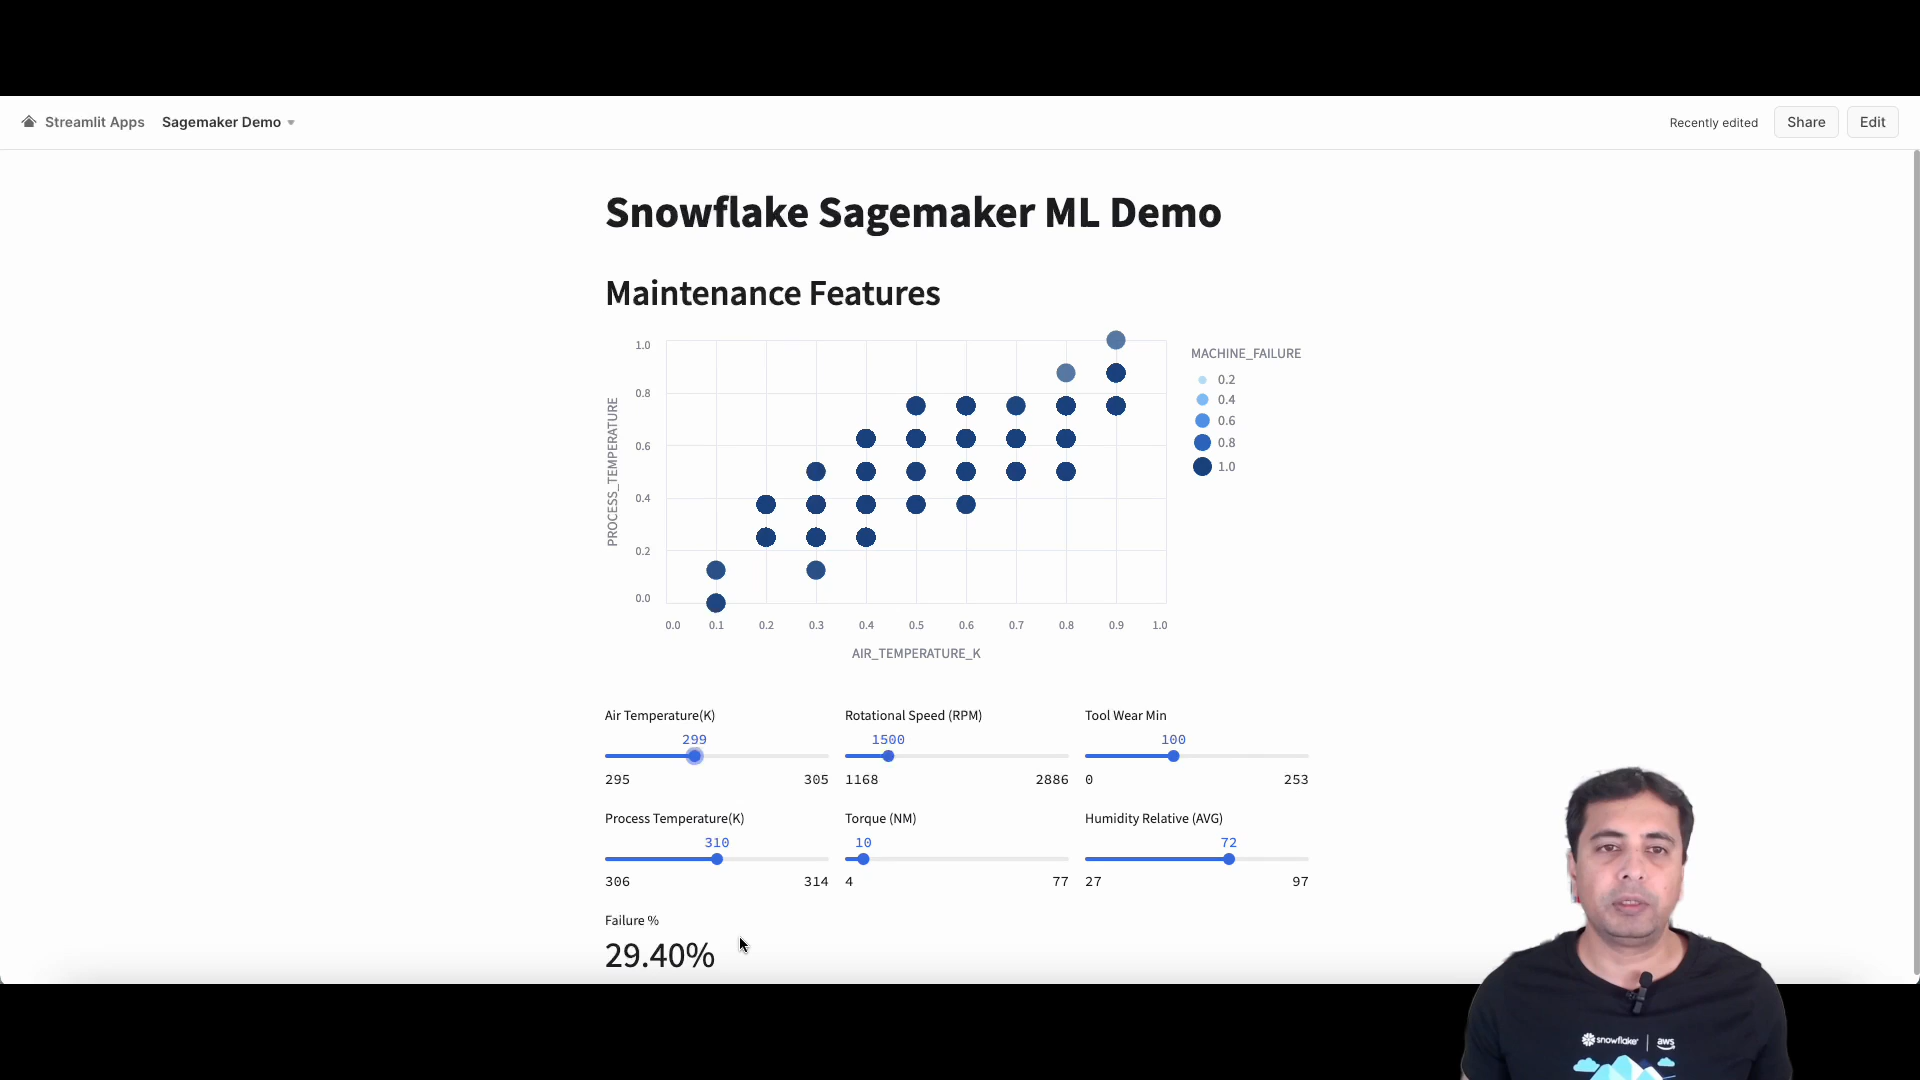 Streamlit Apps Sagemaker Demo Recently edited Share Edit
Snowflake Sagemaker ML Demo
Maintenance Features
PROCESS_TEMPERATURE
1.0
0.8
0.6
0.4
0.2
0.0
0.0 0.1 0.2 0.3 0.4 0.5 0.6 0.7 0.8 0.9 1.0
AIR_TEMPERATURE_K
MACHINE_FAILURE
0.2
0.4
0.6
0.8
1.0
Air Temperature(K) Rotational Speed (RPM) Tool Wear Min
299 1500 100
295 305 1168 2886 0 253
Process Temperature(K) Torque (NM) Humidity Relative (AVG)
310 10 72
306 314 4 77 27 97
Failure %
29.40%
snowflake aws